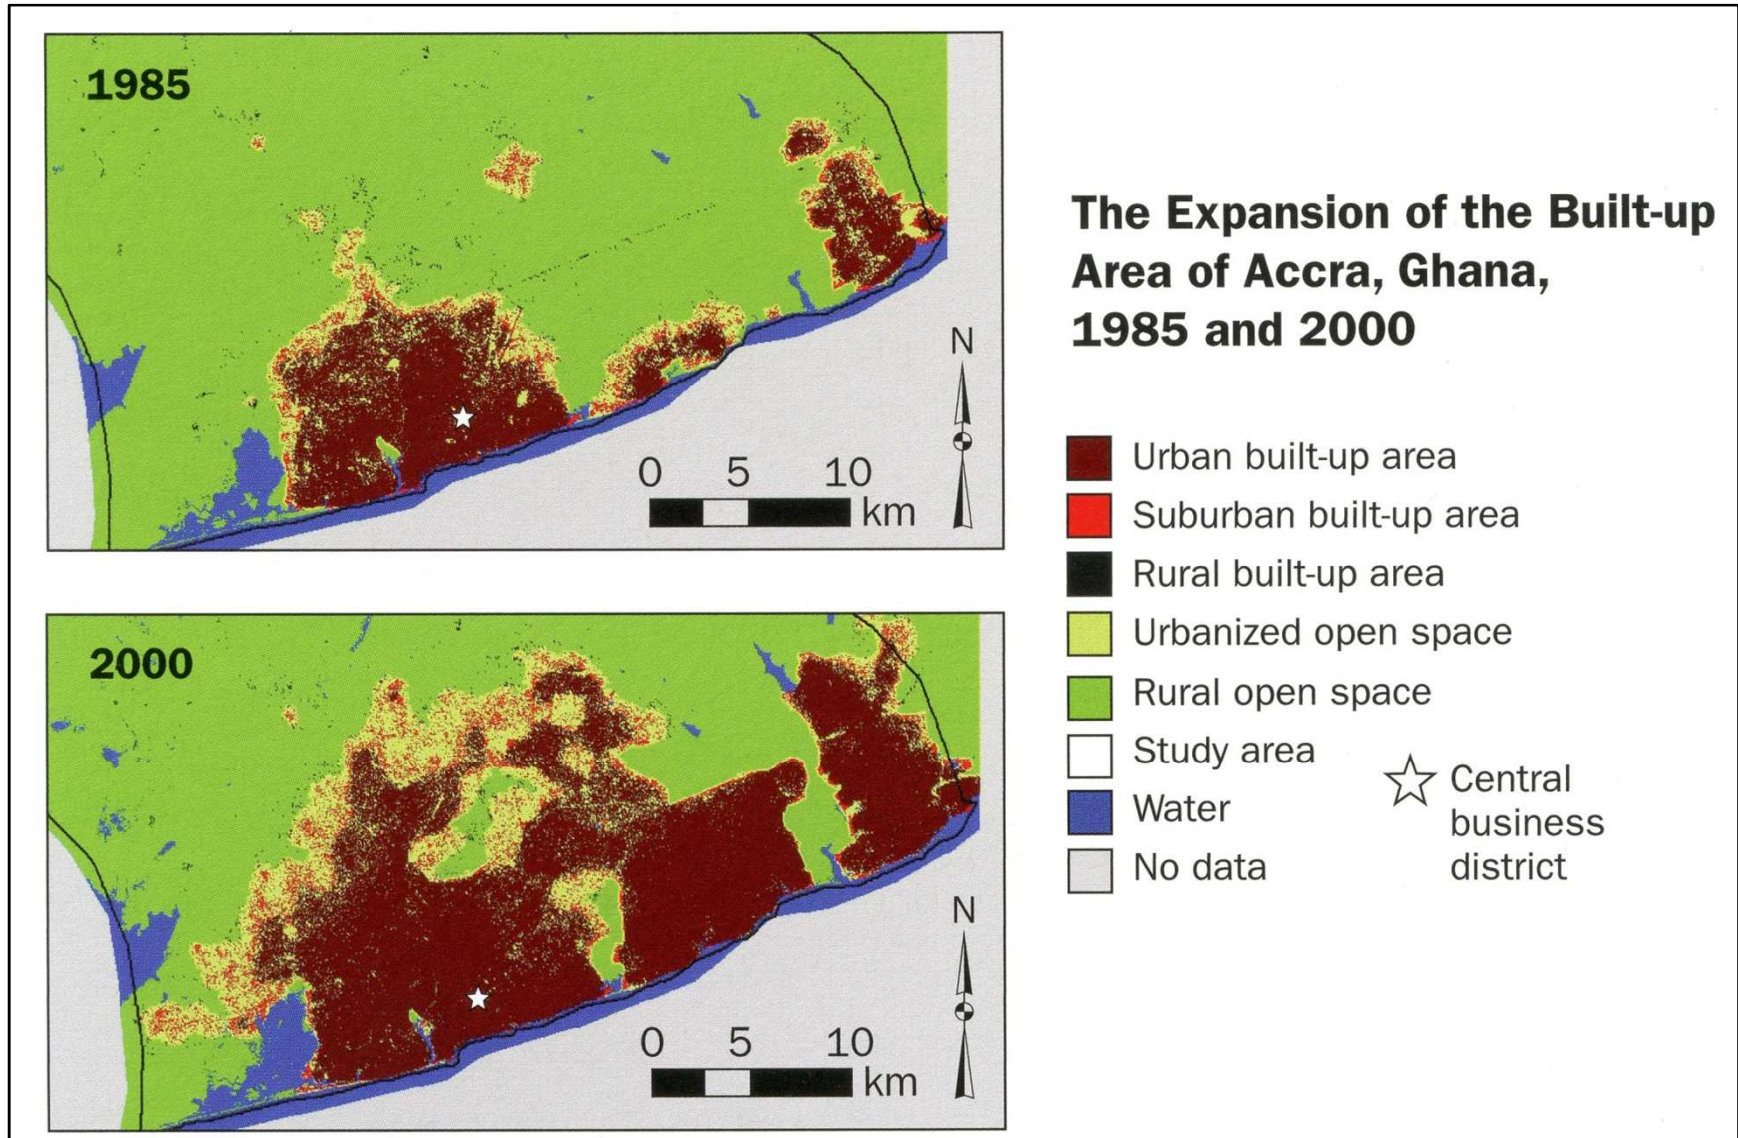 1985
N
0 5 10
km
2000
N
0 5 10
km
The Expansion of the Built-up
Area of Accra, Ghana,
1985 and 2000
Urban built-up area
Suburban built-up area
Rural built-up area
Urbanized open space
Rural open space
Study area
Water
No data
Central
business
district